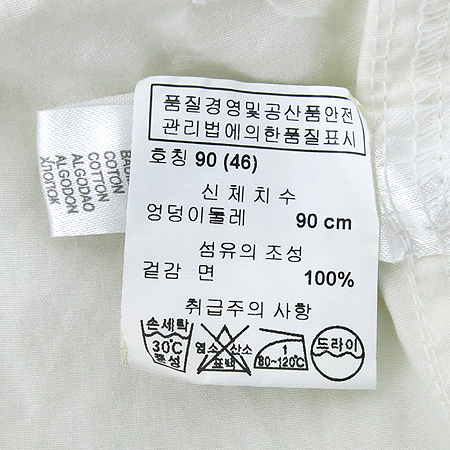 품질경영및공산품안전
관리법에의한품질표시
호칭 90 (46)
신체치수
엉덩이둘레 90 cm
섬유의 조성
겉감 면 100%
취급주의 사항
손세탁
30℃
중성
염소 산소
표백
1
80~120℃
드라이
COTON
COTTON
ALGODAO
ALGODON
ХЛОПОК